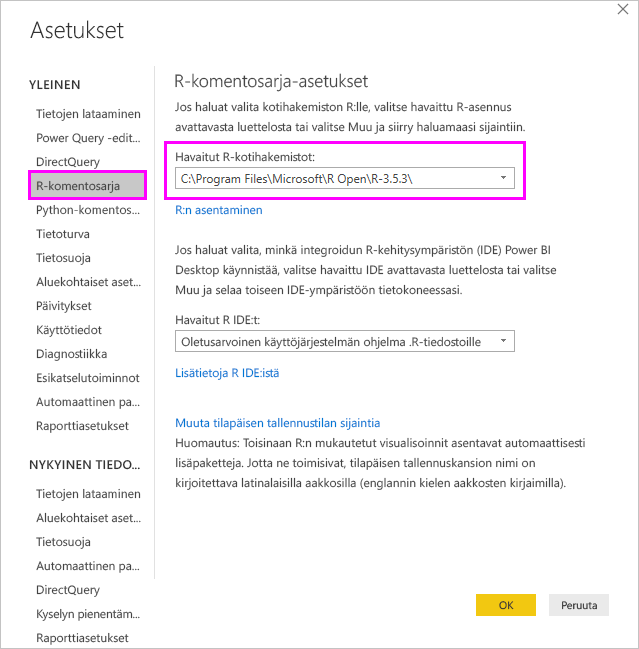 Asetukset
YLEINEN
Tietojen lataaminen
Power Query -edit...
DirectQuery
R-komentosarja
Python-komentos...
Tietoturva
Tietosuoja
Aluekohtaiset aset...
Päivitykset
Käyttötiedot
Diagnostiikka
Esikatselutoiminnot
Automaattinen pa...
Raporttiasetukset
NYKYINEN TIEDO...
Tietojen lataaminen
Aluekohtaiset aset...
Tietosuoja
Automaattinen pa...
DirectQuery
Kyselyn pienentäm...
Raporttiasetukset
R-komentosarja-asetukset
Jos haluat valita kotihakemiston R:lle, valitse havaittu R-asennus
avattavasta luettelosta tai valitse Muu ja siirry haluamaasi sijaintiin.
Havaitut R-kotihakemistot:
C:\Program Files\Microsoft\R Open\R-3.5.3\
R:n asentaminen
Jos haluat valita, minkä integroidun R-kehitysympäristön (IDE) Power BI
Desktop käynnistää, valitse havaittu IDE avattavasta luettelosta tai valitse
Muu ja selaa toiseen IDE-ympäristöön tietokoneessasi.
Havaitut R IDE:t:
Oletusarvoinen käyttöjärjestelmän ohjelma .R-tiedostoille
Lisätietoja R IDE:istä
Muuta tilapäisen tallennustilan sijaintia
Huomautus: Toisinaan R:n mukautetut visualisoinnit asentavat automaattisesti
lisäpaketteja. Jotta ne toimisivat, tilapäisen tallennuskansion nimi on
kirjoitettava latinalaisilla aakkosilla (englannin kielen aakkosten kirjaimilla).
OK
Peruuta